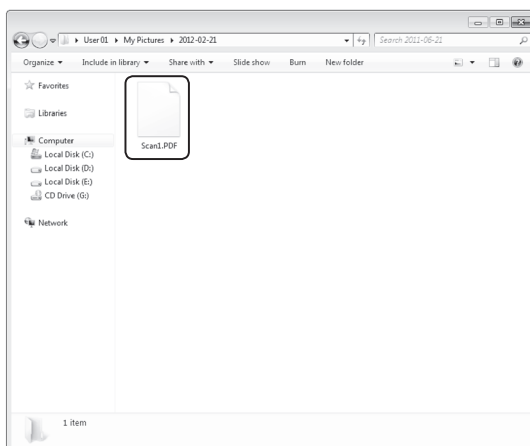 User 01 ▸ My Pictures ▸ 2012-02-21
Search 2011-06-21
Organize
Include in library
Share with
Slide show
Burn
New folder
Favorites
Libraries
Computer
Local Disk (C:)
Local Disk (D:)
Local Disk (E:)
CD Drive (G:)
Network
Scan1.PDF
1 item